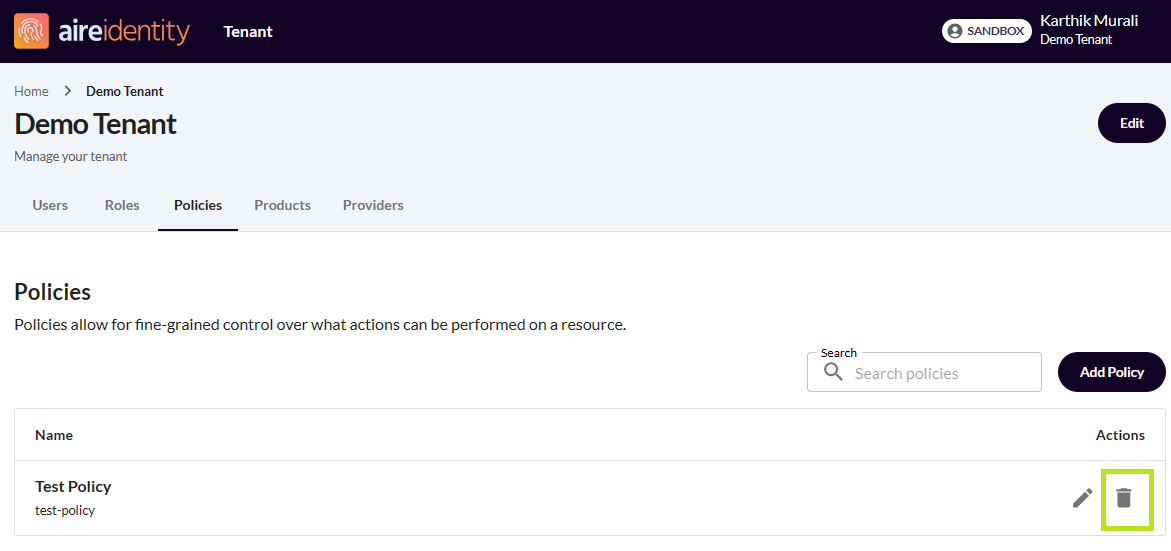 aireidentity
Tenant
SANDBOX
Karthik Murali
Demo Tenant
Home > Demo Tenant
Demo Tenant
Edit
Manage your tenant
Users Roles Policies Products Providers
Policies
Policies allow for fine-grained control over what actions can be performed on a resource.
Search
Search policies
Add Policy
Name Actions
Test Policy
test-policy